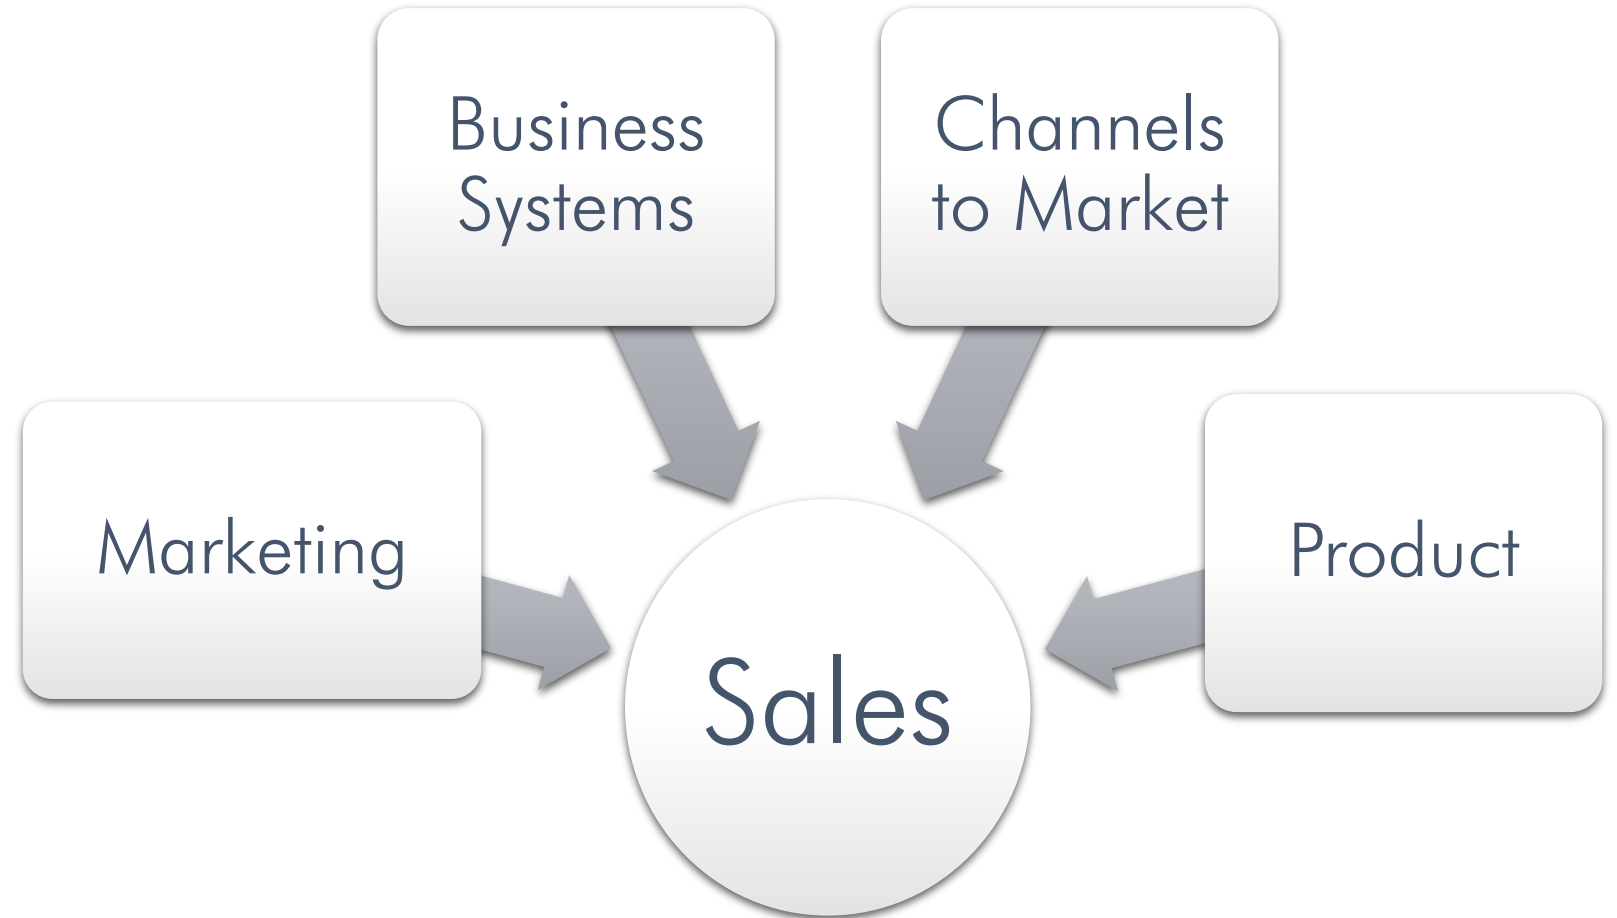 Business
Systems
Channels
to Market
Marketing
Product
Sales